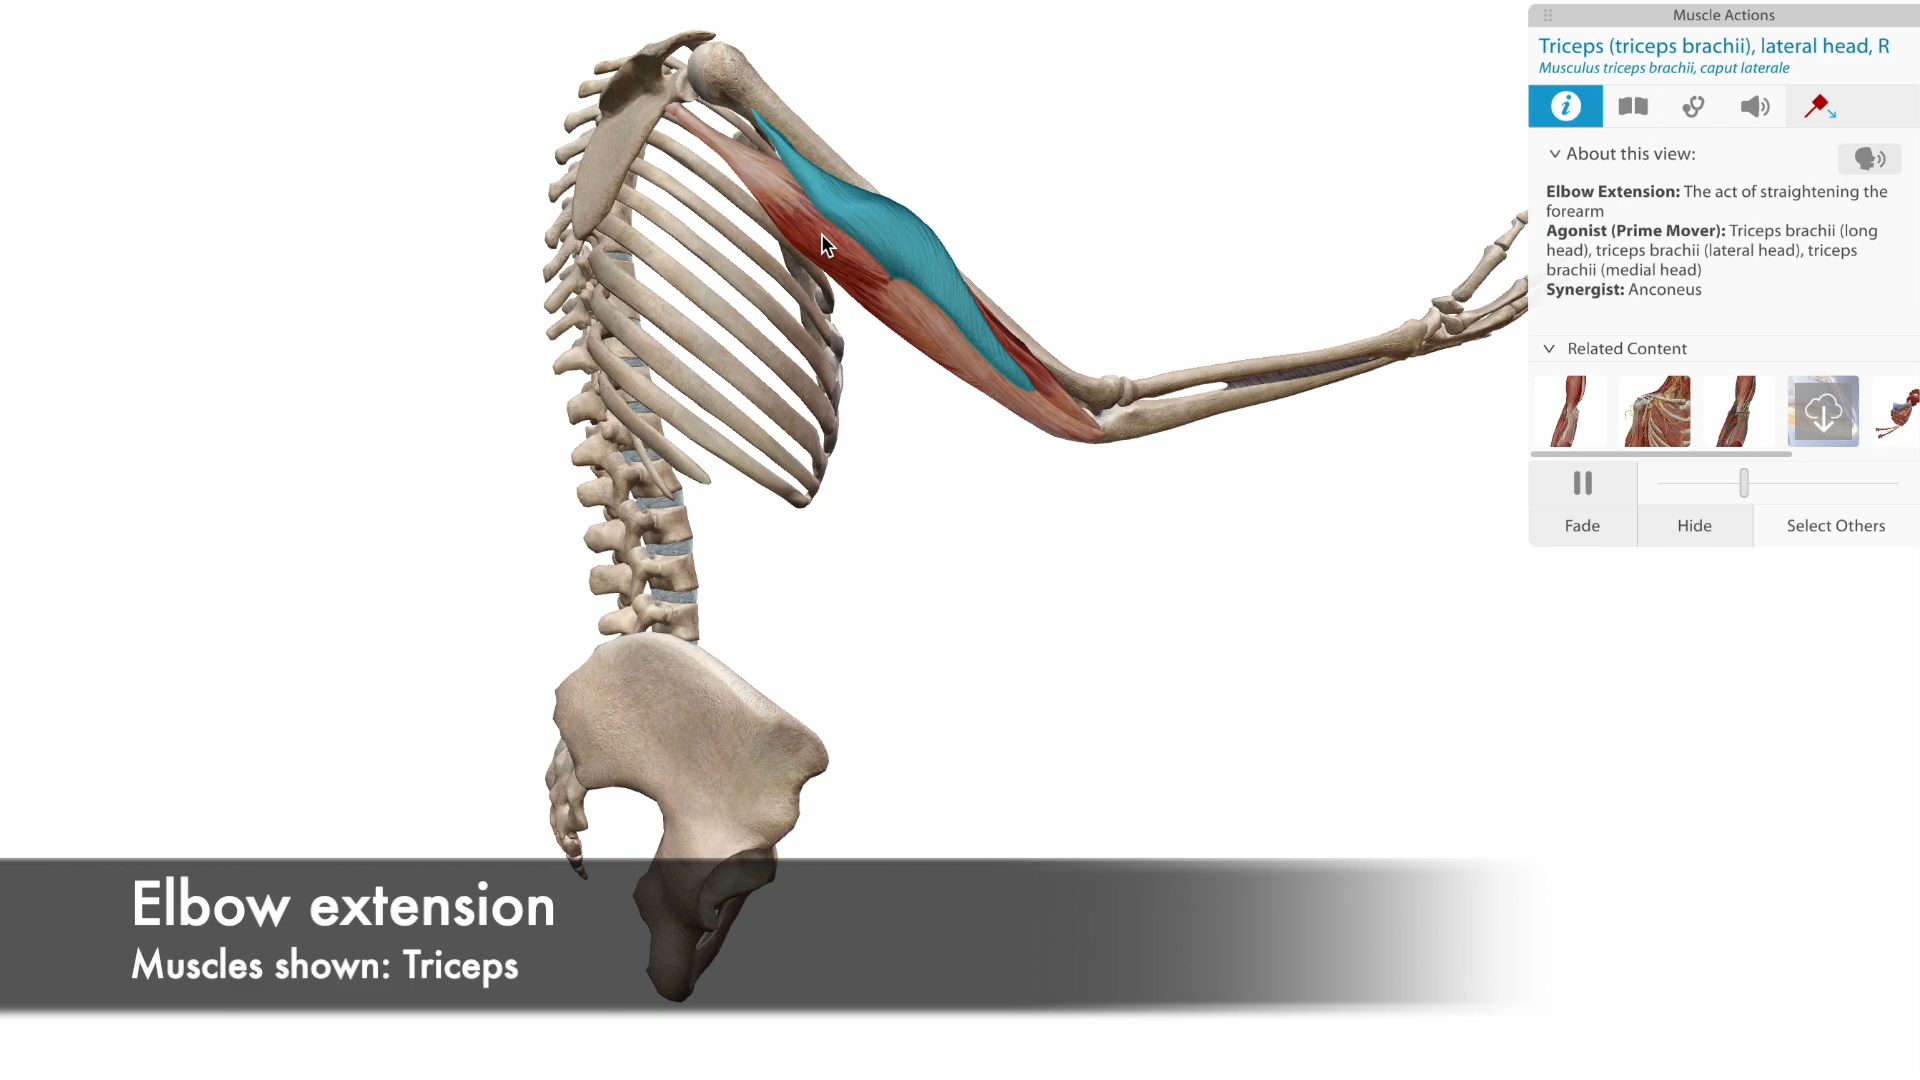 Muscle Actions
Triceps (triceps brachii), lateral head, R
Musculus triceps brachii, caput laterale
About this view:
Elbow Extension: The act of straightening the
forearm
Agonist (Prime Mover): Triceps brachii (long
head), triceps brachii (lateral head), triceps
brachii (medial head)
Synergist: Anconeus
Related Content
Fade
Hide
Select Others
Elbow extension
Muscles shown: Triceps